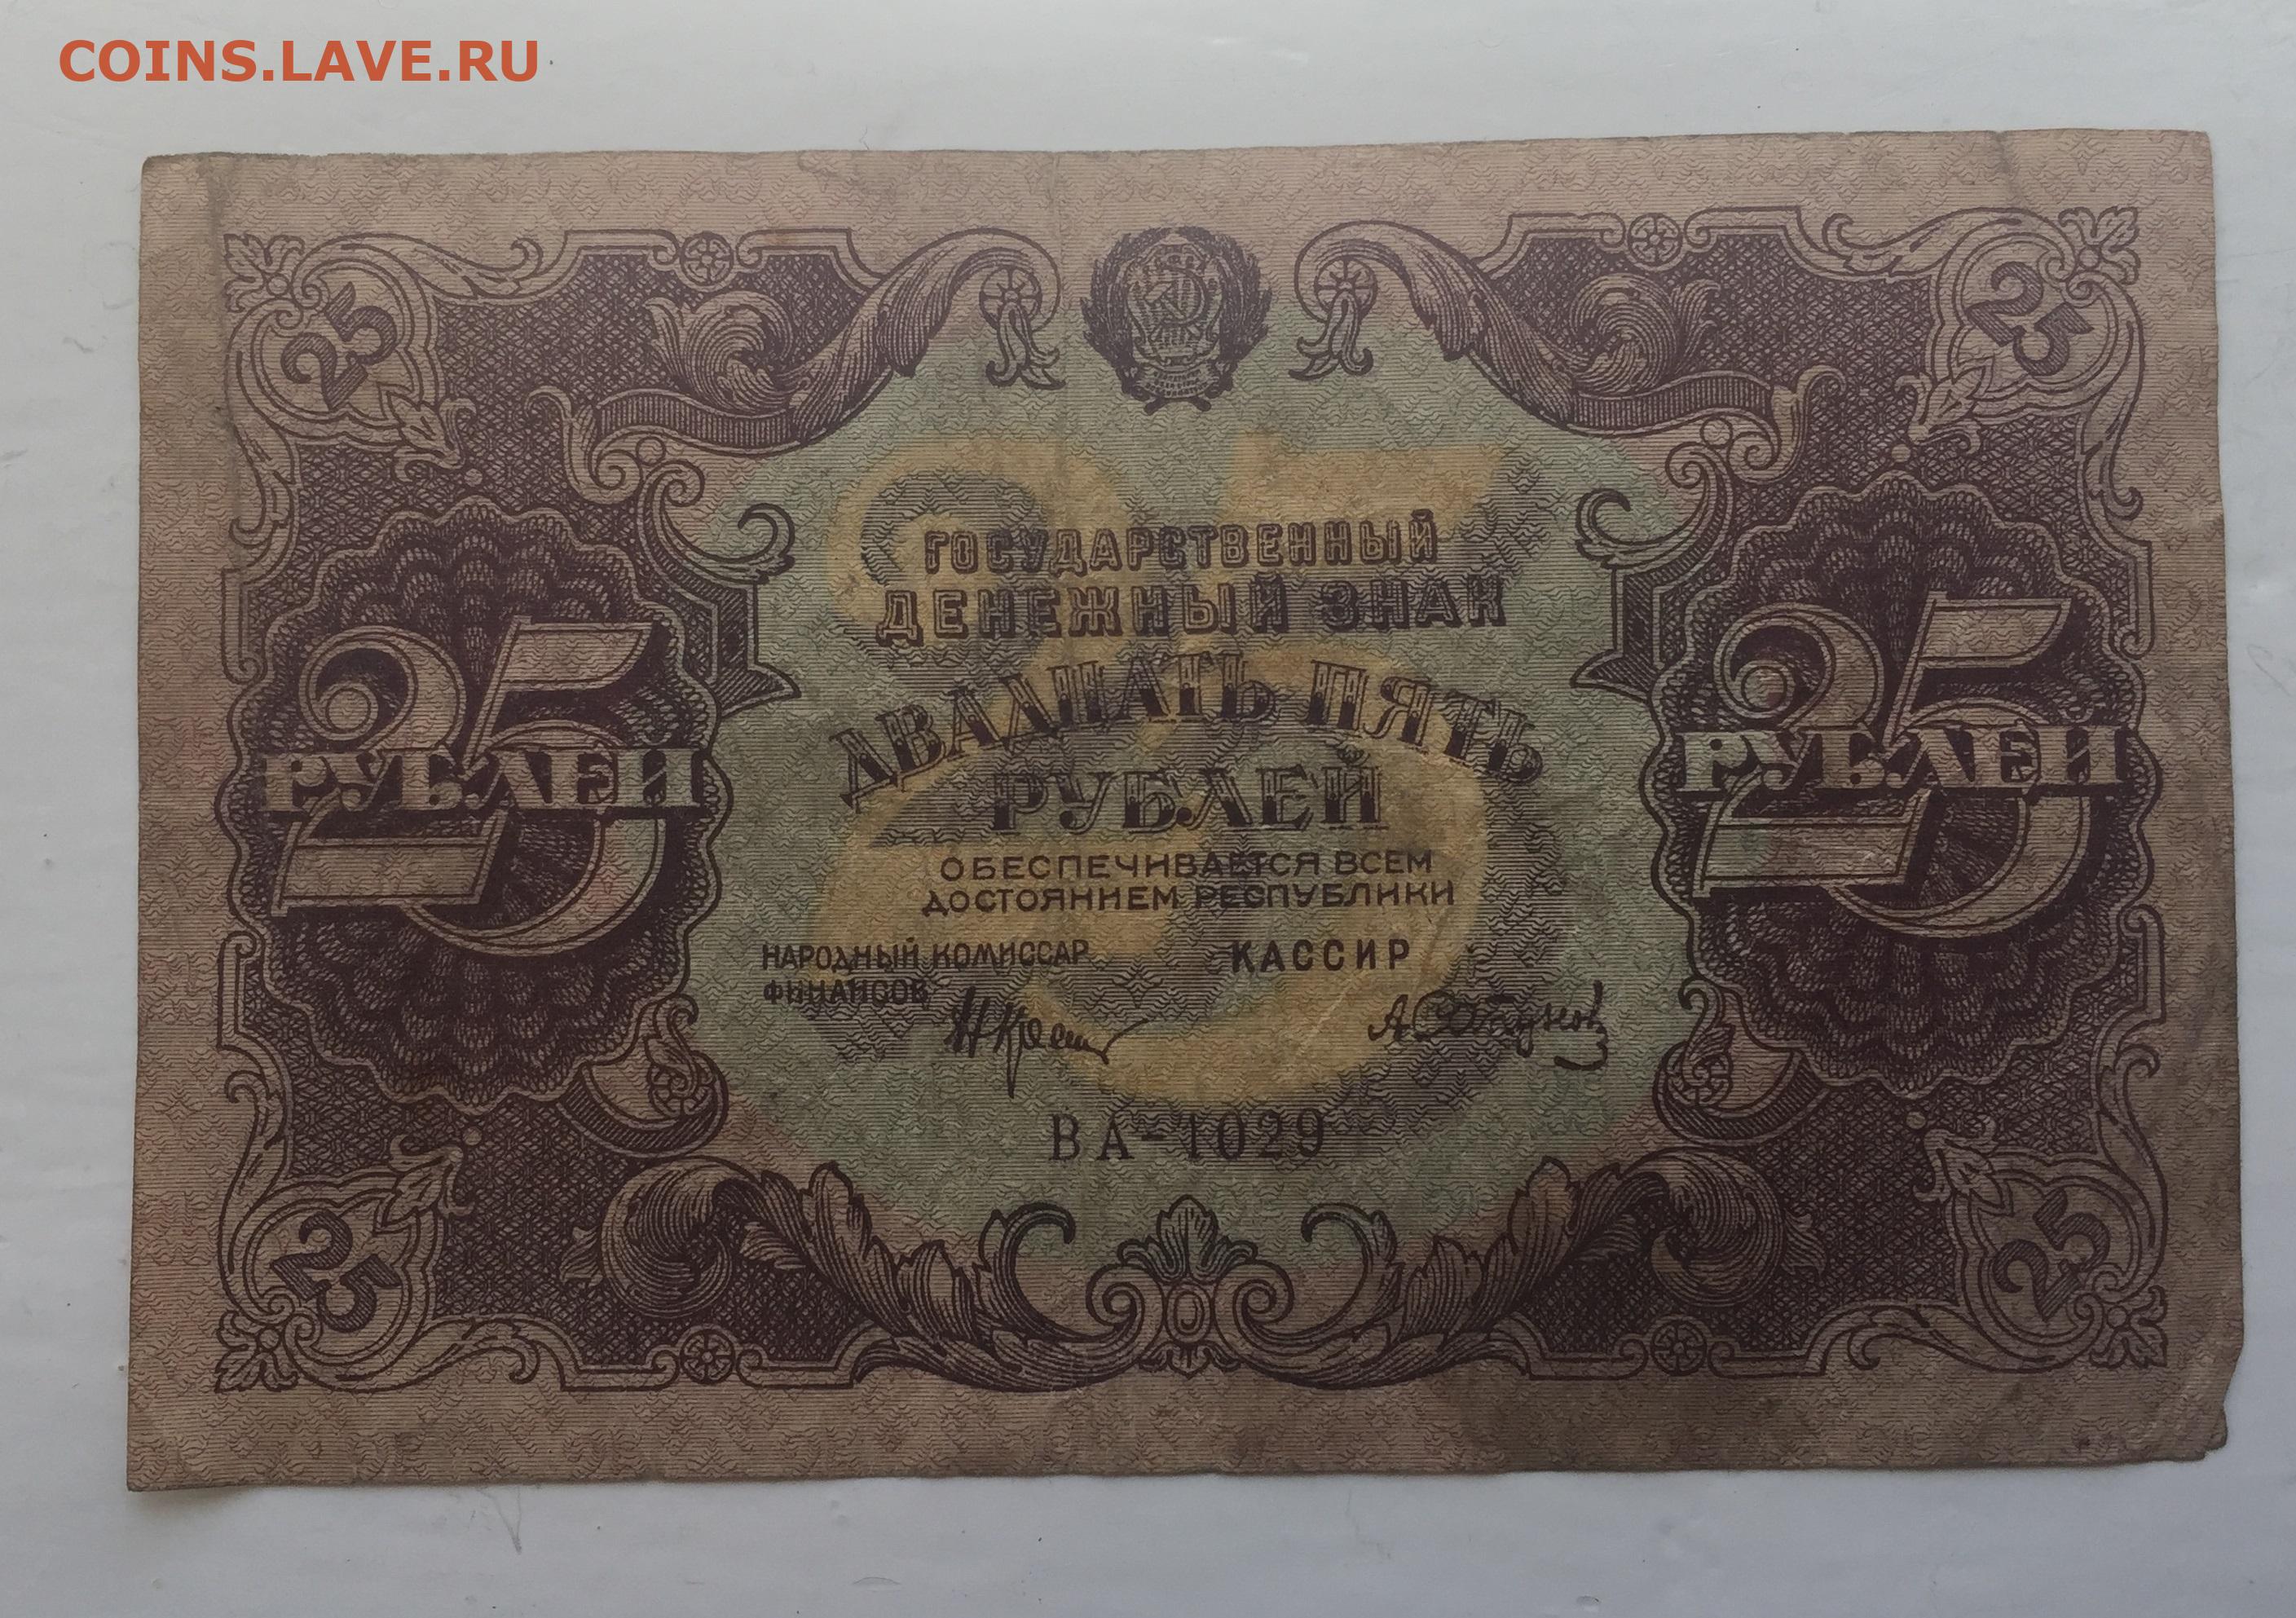 COINS.LAVE.RU
25
25
ГОСУДАРСТВЕННЫЙ
ДЕНЕЖНЫЙ ЗНАК
ДВАДЦАТЬ ПЯТЬ
РУБЛЕЙ
25 РУБЛЕЙ
25 РУБЛЕЙ
ОБЕСПЕЧИВАЕТСЯ ВСЕМ
ДОСТОЯНИЕМ РЕСПУБЛИКИ
НАРОДНЫЙ КОМИССАР
ФИНАНСОВ
КАССИР
ВА-1029
25
25